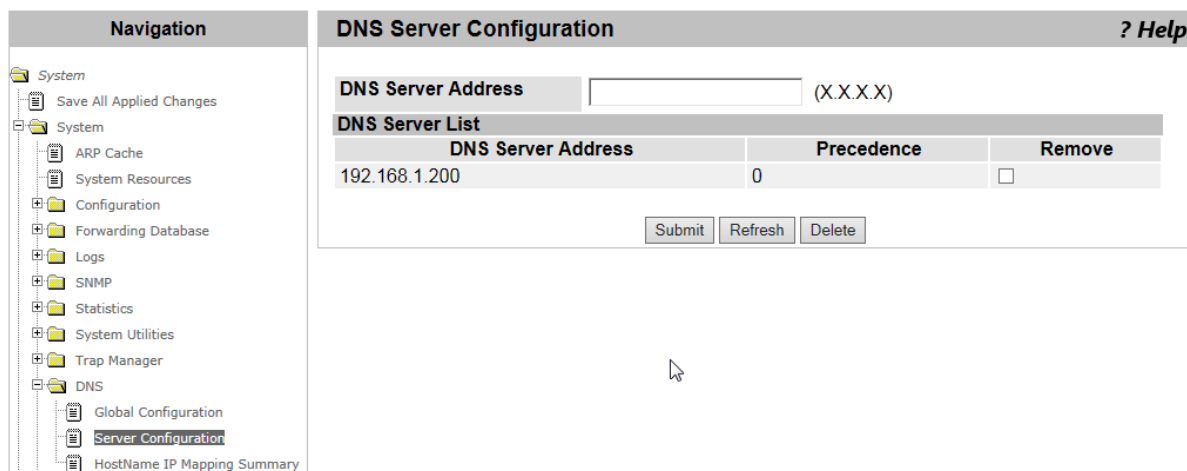 Navigation
System
Save All Applied Changes
System
ARP Cache
System Resources
Configuration
Forwarding Database
Logs
SNMP
Statistics
System Utilities
Trap Manager
DNS
Global Configuration
Server Configuration
HostName IP Mapping Summary
DNS Server Configuration ? Help
DNS Server Address (X.X.X.X)
DNS Server List
DNS Server Address Precedence Remove
192.168.1.200 0
Submit Refresh Delete